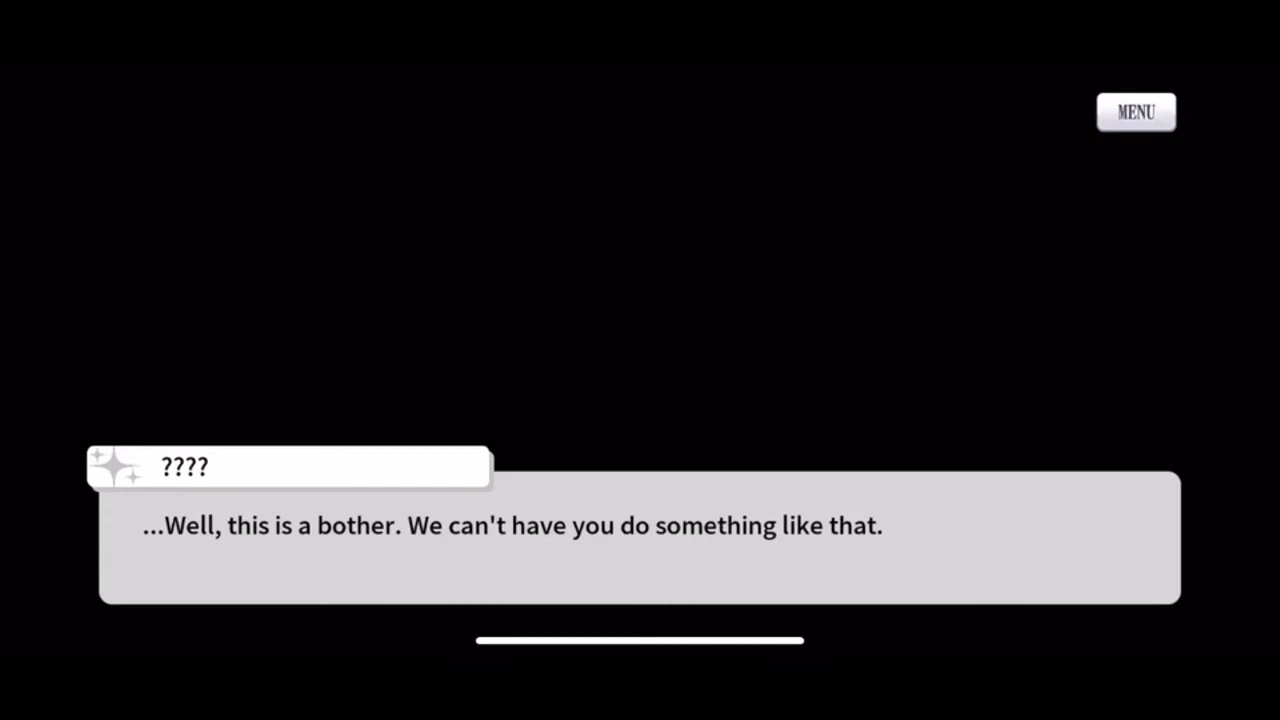 MENU
????
...Well, this is a bother. We can't have you do something like that.